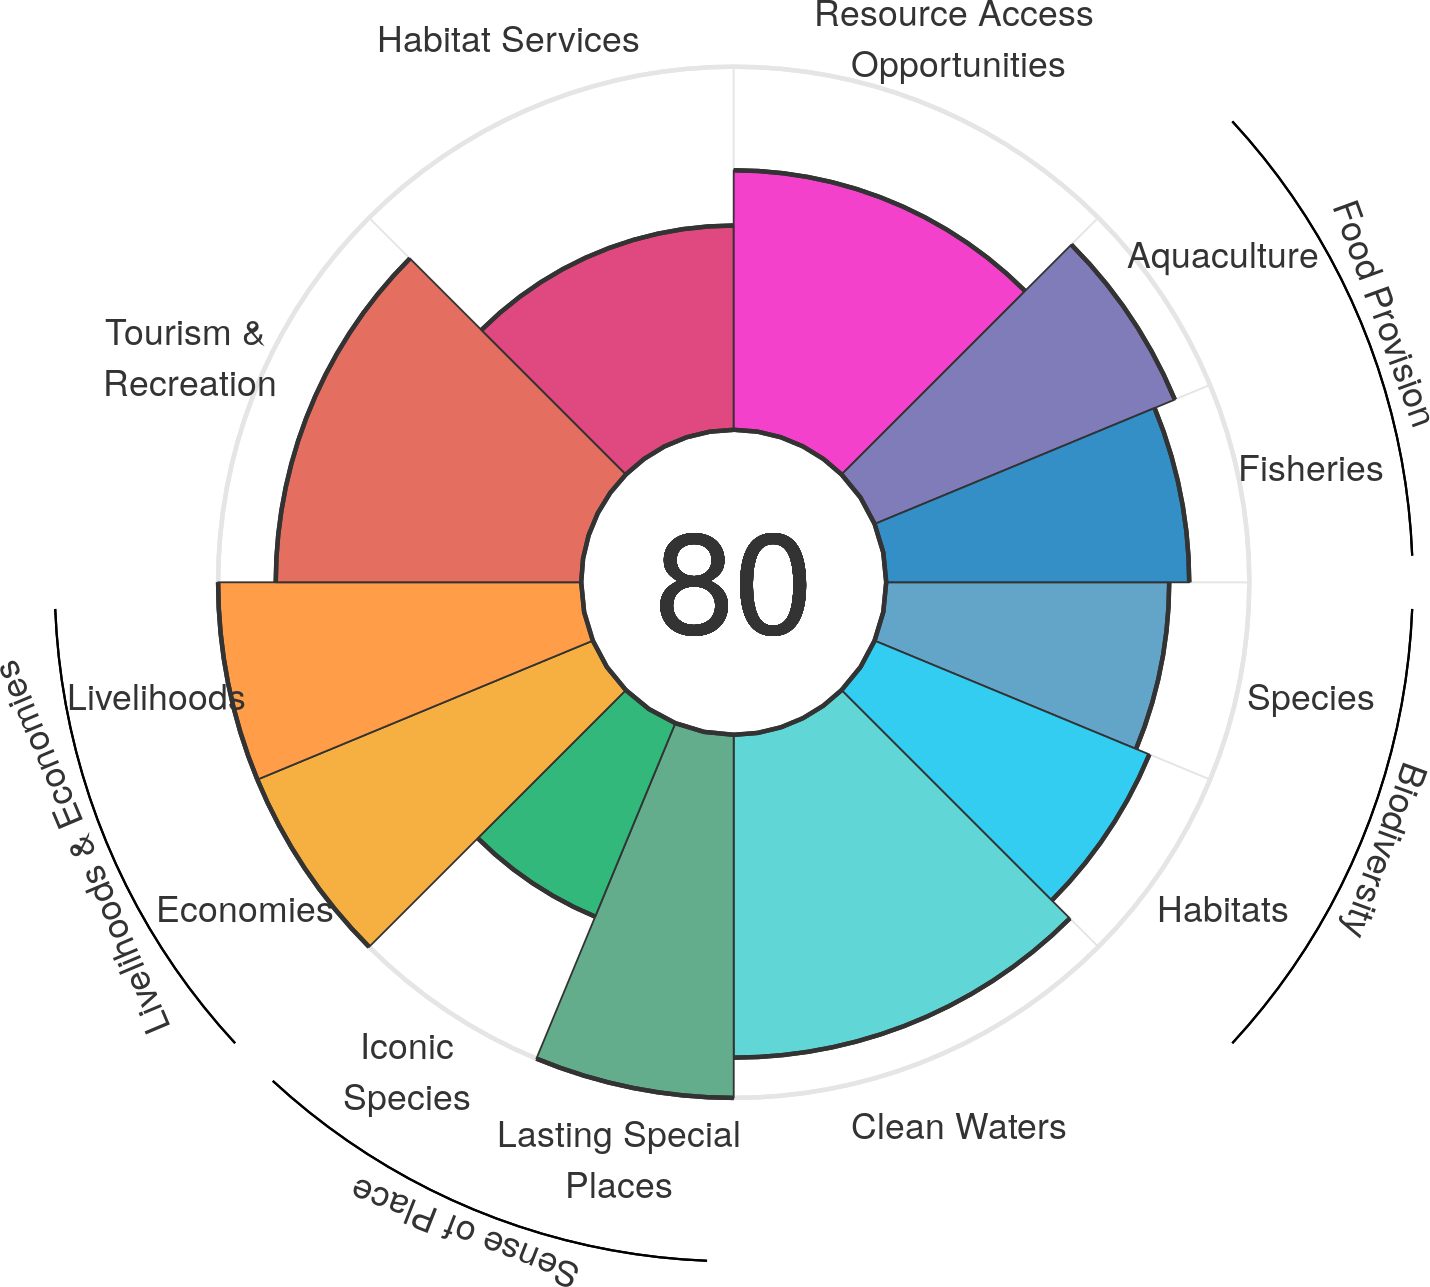 Resource Access
Opportunities
Habitat Services
Aquaculture
Food Provision
Tourism &
Recreation
Fisheries
80
Livelihoods
Species
Livelihoods & Economies
Biodiversity
Economies
Habitats
Iconic
Species
Lasting Special
Places
Clean Waters
Sense of Place